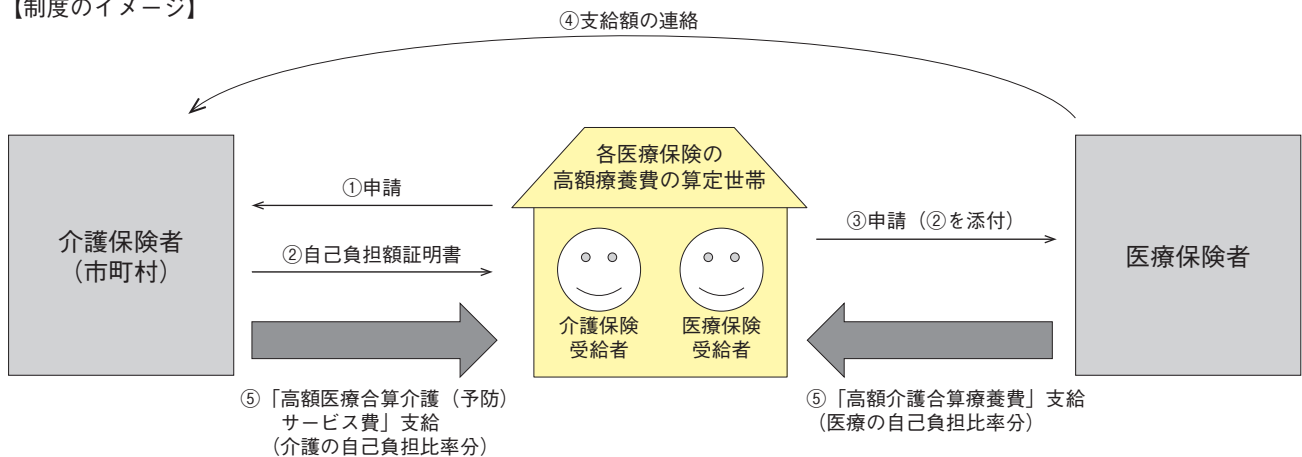 【制度のイメージ】
④支給額の連絡
各医療保険の
高額療養費の算定世帯
①申請
③申請（②を添付）
介護保険者
（市町村）
②自己負担額証明書
医療保険者
介護保険
受給者
医療保険
受給者
⑤「高額医療合算介護（予防）
サービス費」支給
（介護の自己負担比率分）
⑤「高額介護合算療養費」支給
（医療の自己負担比率分）